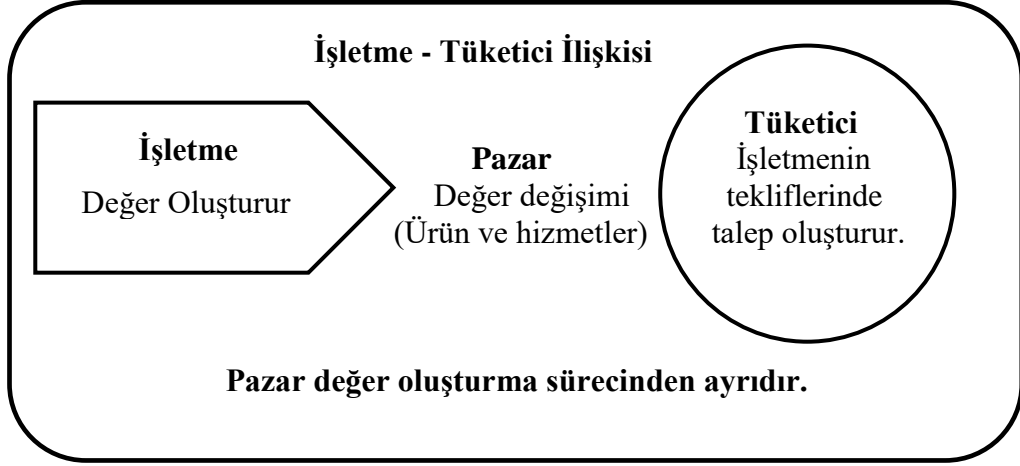 İşletme - Tüketici İlişkisi
İşletme
Değer Oluşturur
Pazar
Değer değişimi
(Ürün ve hizmetler)
Tüketici
İşletmenin
tekliflerinde
talep oluşturur.
Pazar değer oluşturma sürecinden ayrıdır.